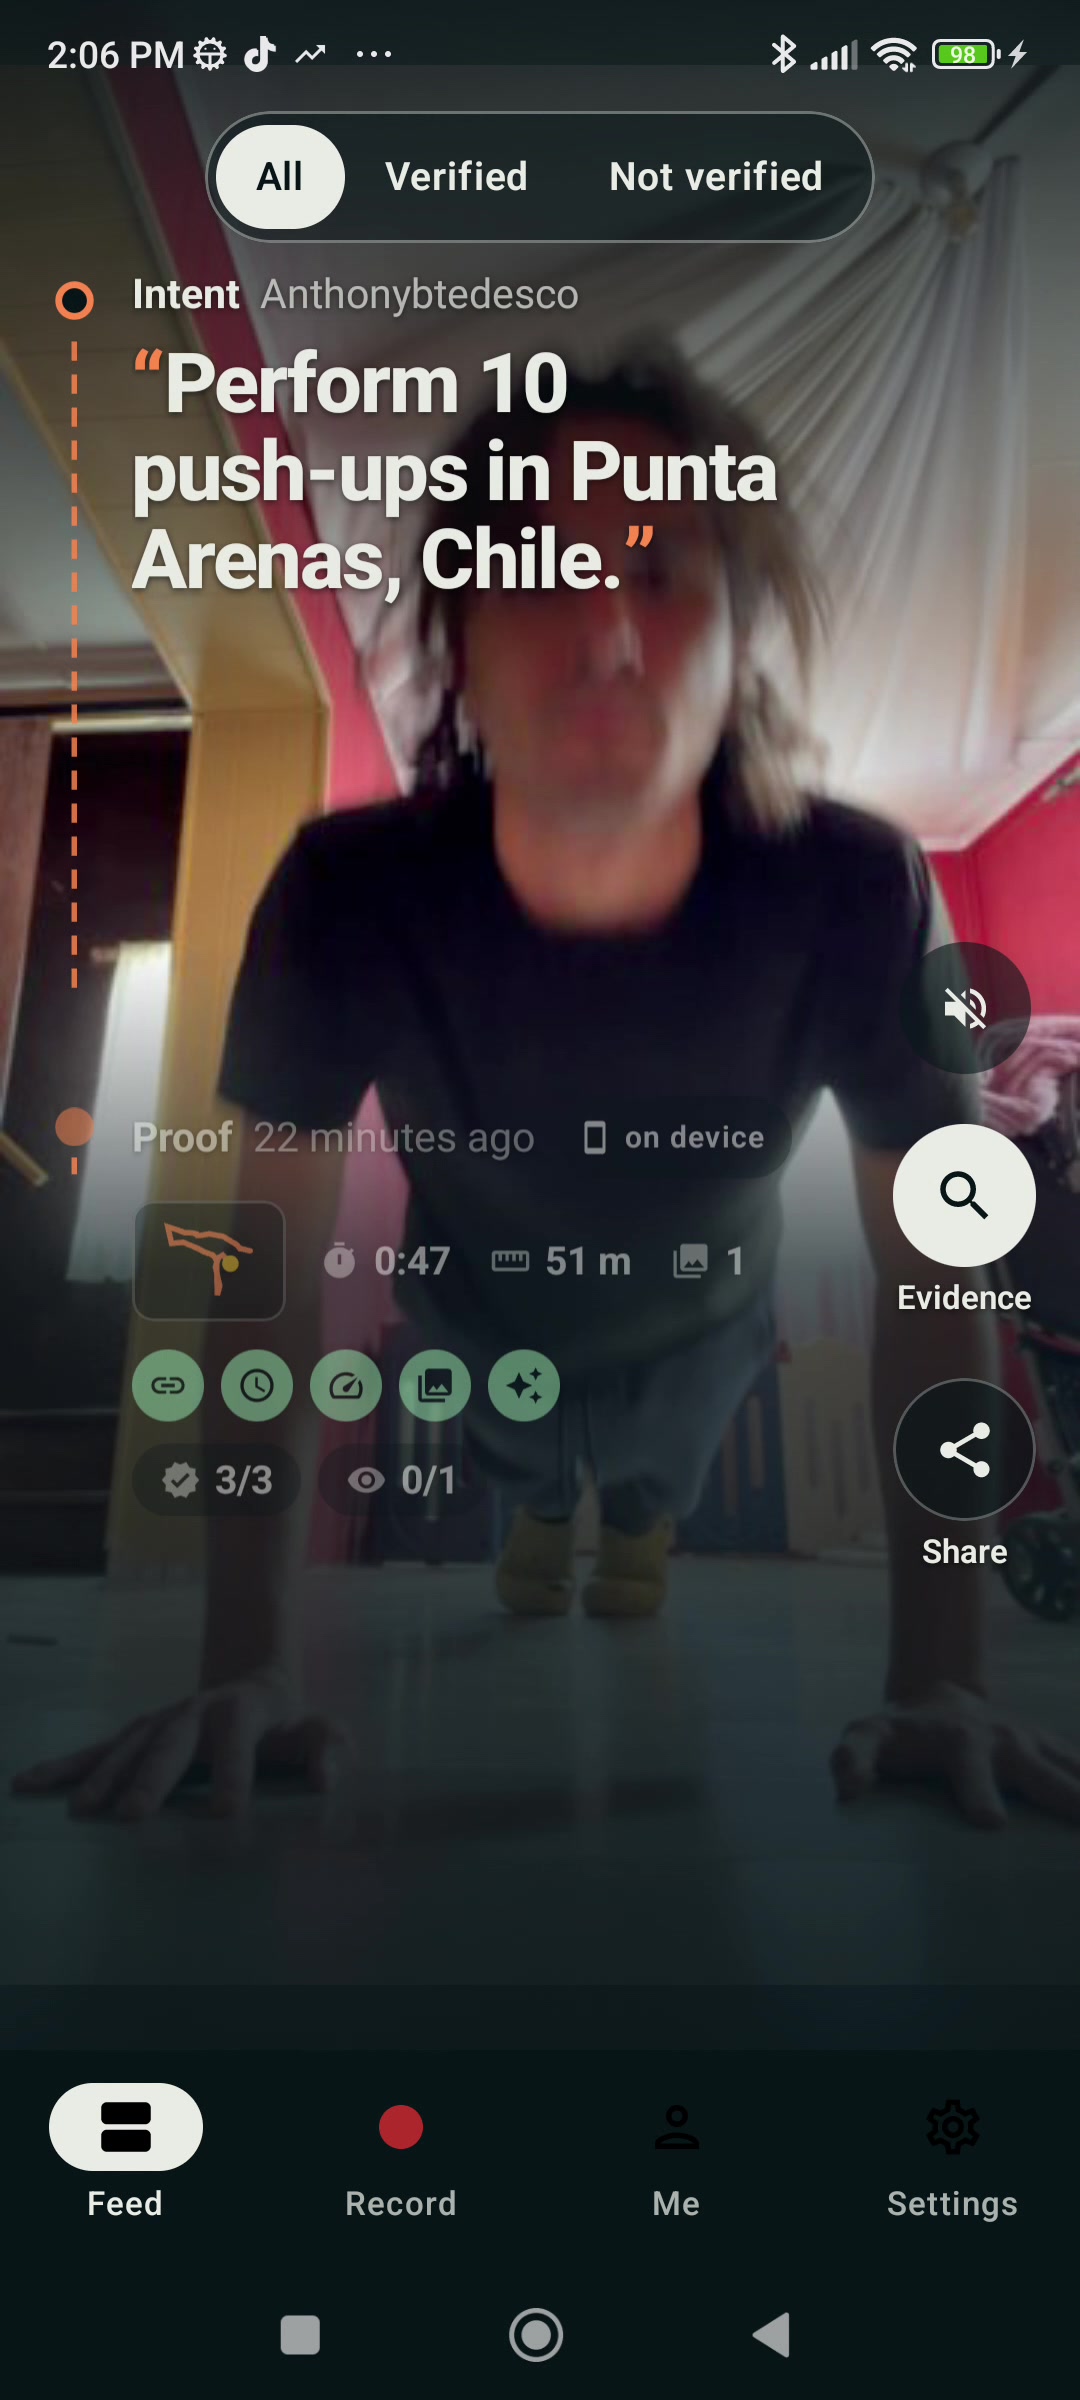 2:06 PM
98
All Verified Not verified
Intent Anthonybtedesco
“Perform 10
push-ups in Punta
Arenas, Chile.”
Proof 22 minutes ago on device
0:47 51 m 1
Evidence
3/3 0/1
Share
Feed Record Me Settings